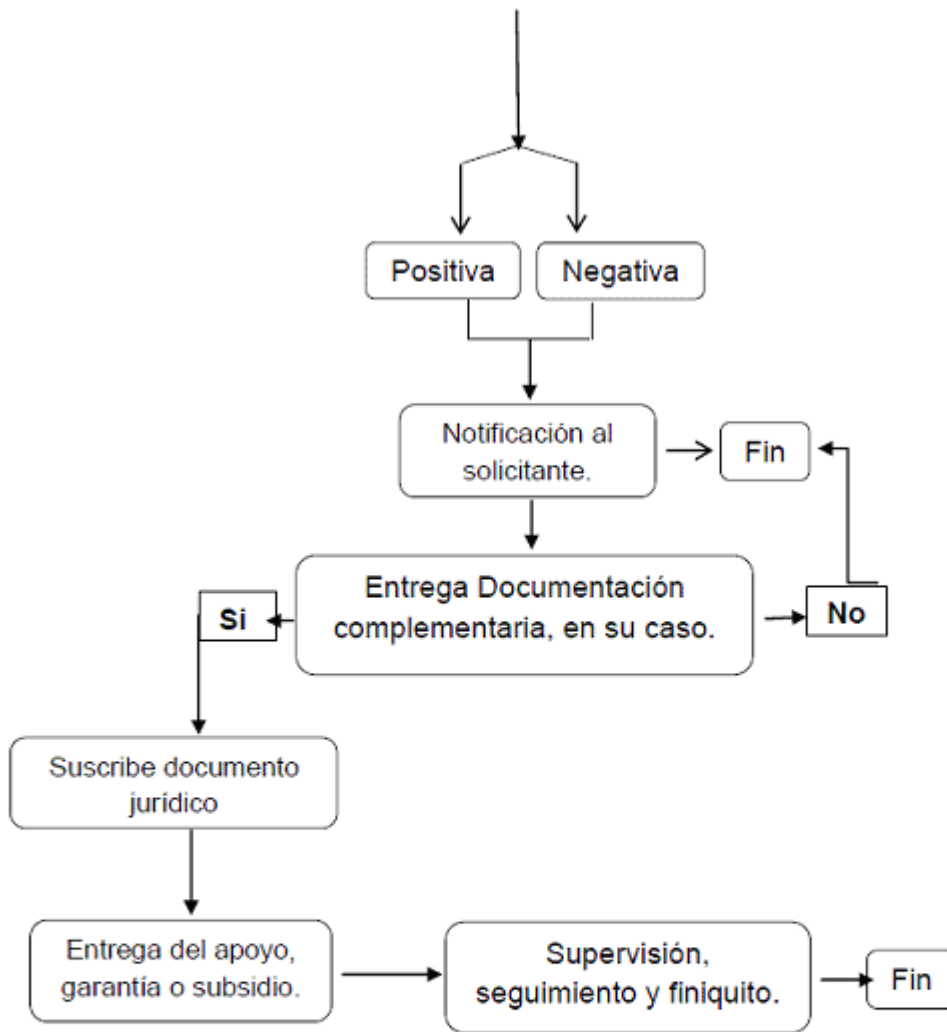 Positiva
Negativa
Notificación al
solicitante.
Fin
Entrega Documentación
complementaria, en su caso.
Si
No
Suscribe documento
jurídico
Entrega del apoyo,
garantía o subsidio.
Supervisión,
seguimiento y finiquito.
Fin